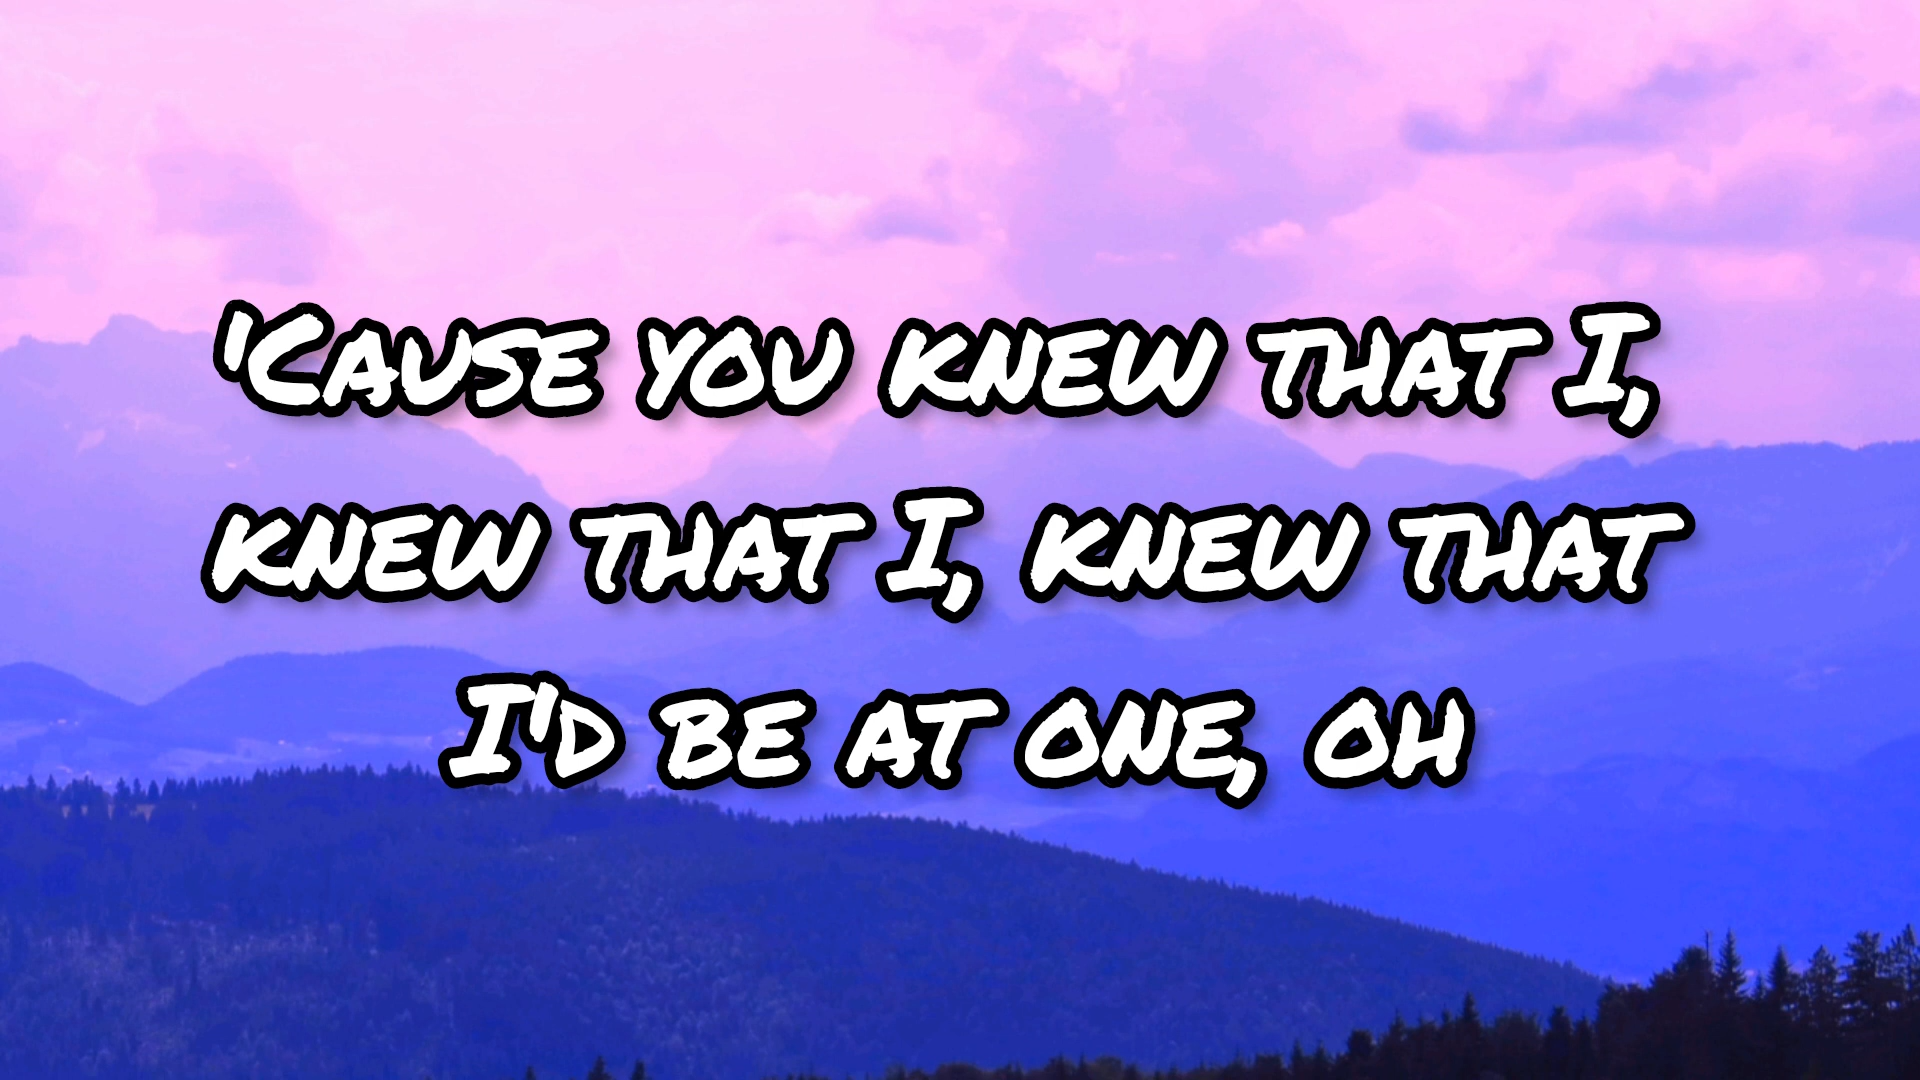 'Cause you knew that I,
knew that I, knew that
I'd be at one, oh